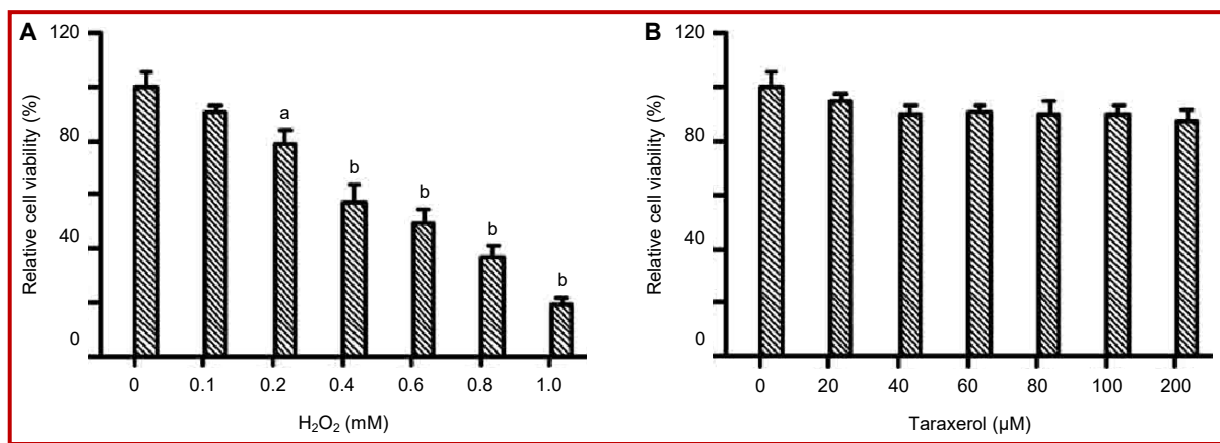 A
120
80
40
0
Relative cell viability (%)
a
b
b
b
b
0 0.1 0.2 0.4 0.6 0.8 1.0
H₂O₂ (mM)
B
120
80
40
0
Relative cell viability (%)
0 20 40 60 80 100 200
Taraxerol (µM)